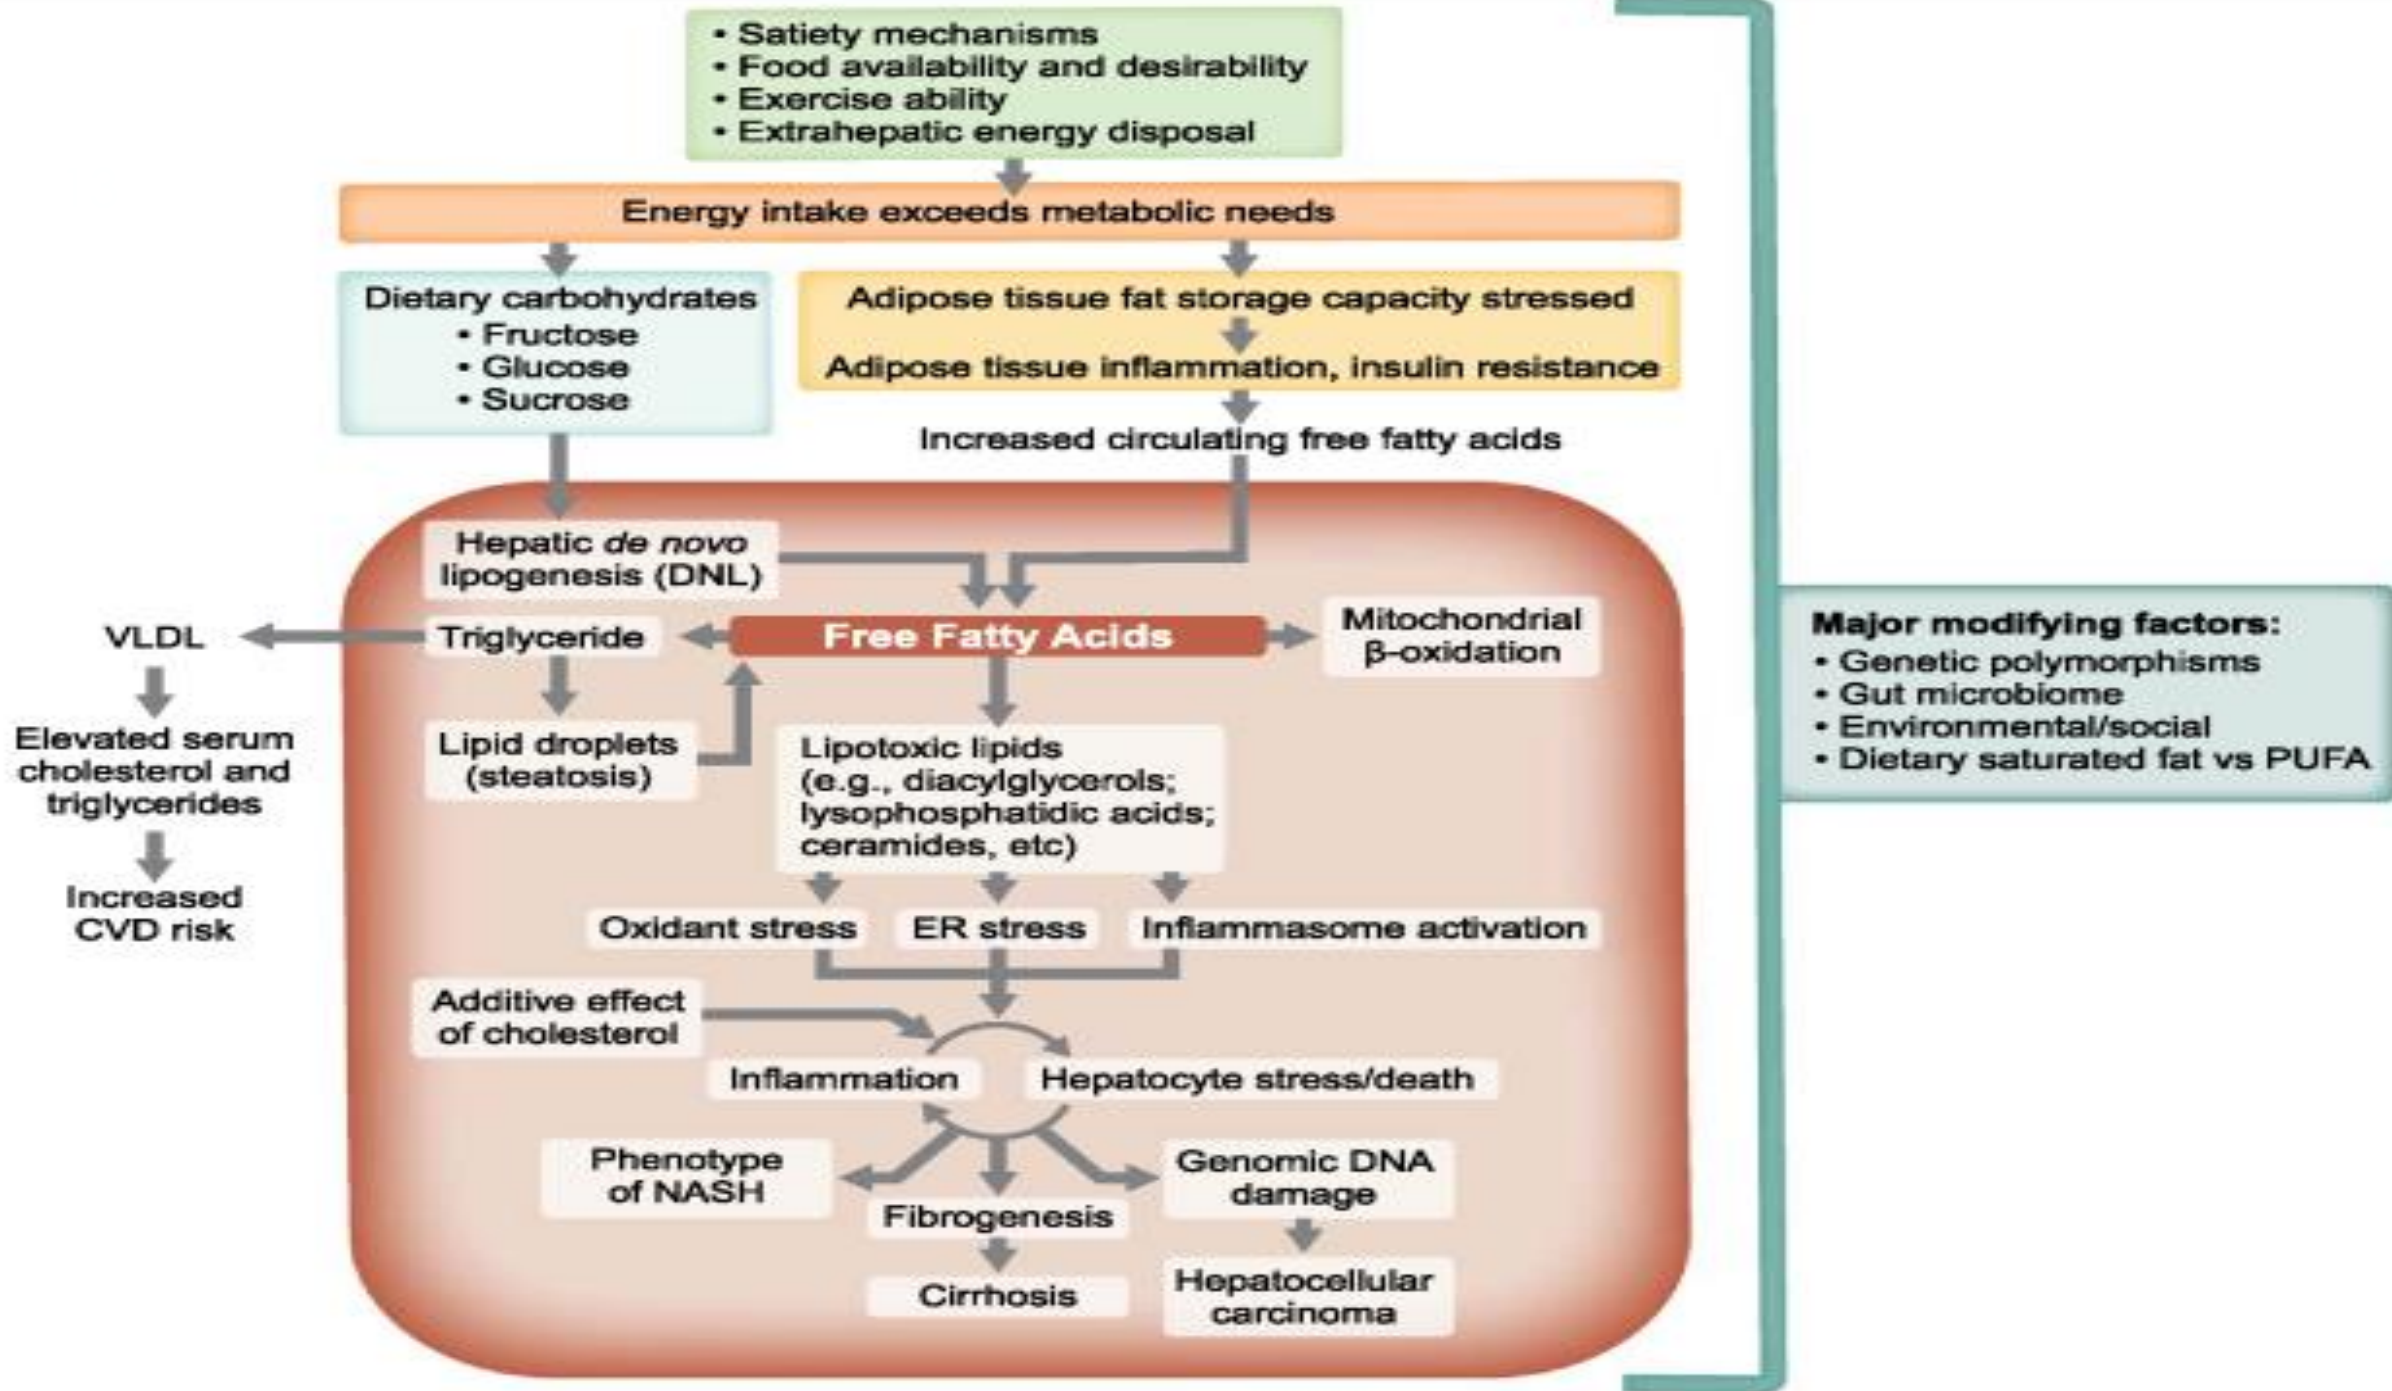 • Satiety mechanisms
• Food availability and desirability
• Exercise ability
• Extrahepatic energy disposal
Energy intake exceeds metabolic needs
Dietary carbohydrates
• Fructose
• Glucose
• Sucrose
Adipose tissue fat storage capacity stressed
Adipose tissue inflammation, insulin resistance
Increased circulating free fatty acids
Hepatic de novo
lipogenesis (DNL)
VLDL
Triglyceride
Free Fatty Acids
Mitochondrial
β-oxidation
Elevated serum
cholesterol and
triglycerides
Increased
CVD risk
Lipid droplets
(steatosis)
Lipotoxic lipids
(e.g., diacylglycerols;
lysophosphatidic acids;
ceramides, etc)
Oxidant stress
ER stress
Inflammasome activation
Additive effect
of cholesterol
Inflammation
Hepatocyte stress/death
Phenotype
of NASH
Fibrogenesis
Cirrhosis
Genomic DNA
damage
Hepatocellular
carcinoma
Major modifying factors:
• Genetic polymorphisms
• Gut microbiome
• Environmental/social
• Dietary saturated fat vs PUFA